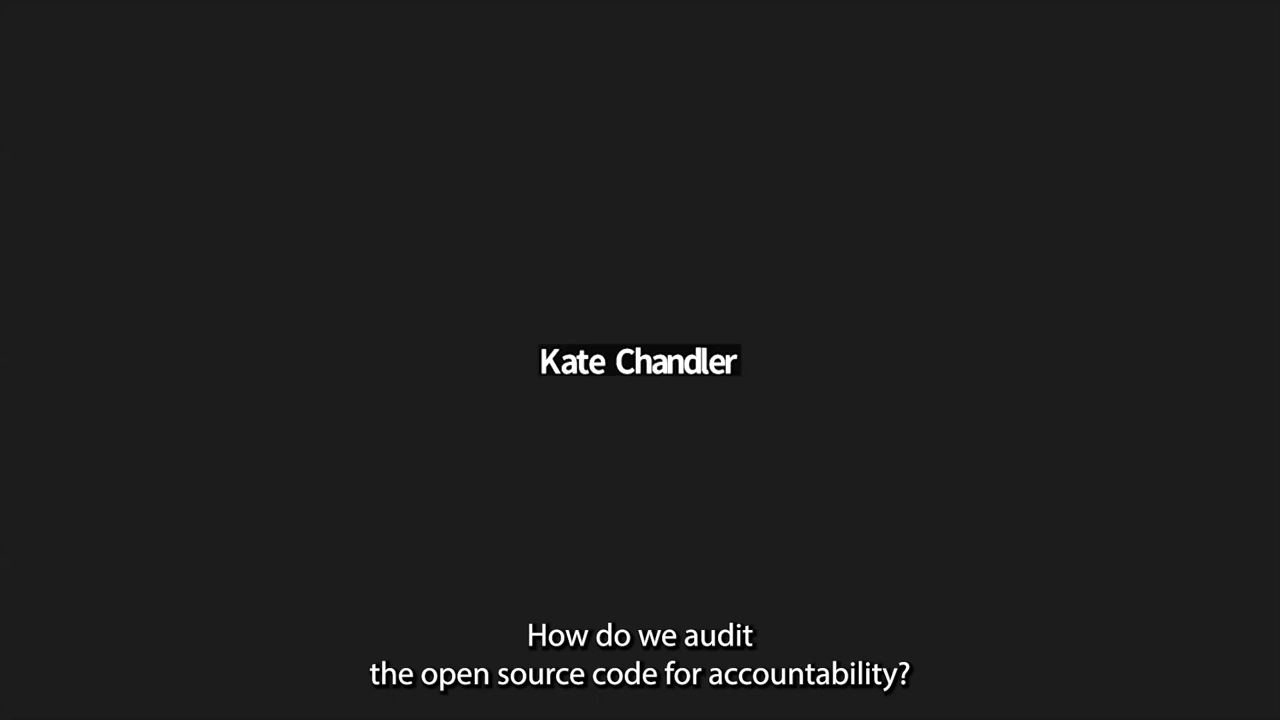 Kate Chandler
How do we audit
the open source code for accountability?